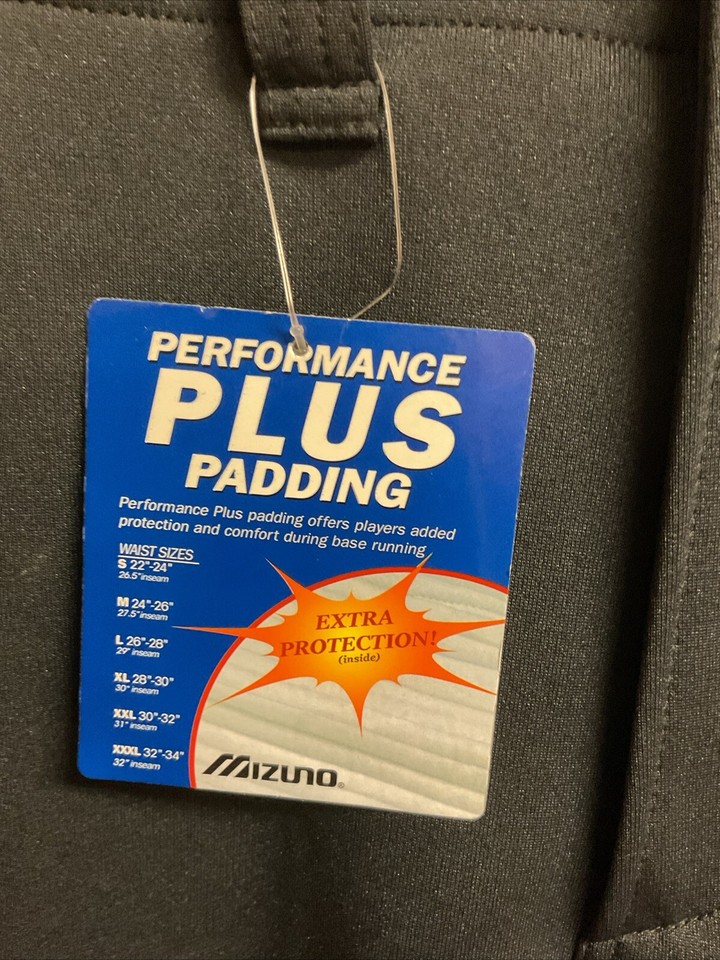 PERFORMANCE
PLUS
PADDING
Performance Plus padding offers players added
protection and comfort during base running
WAIST SIZES
S 22"-24"
26.5" inseam
M 24"-26"
27.5" inseam
L 26"-28"
29" inseam
XL 28"-30"
30" inseam
XXL 30"-32"
31" inseam
XXXL 32"-34"
32" inseam
EXTRA
PROTECTION!
(inside)
MIZUNO®